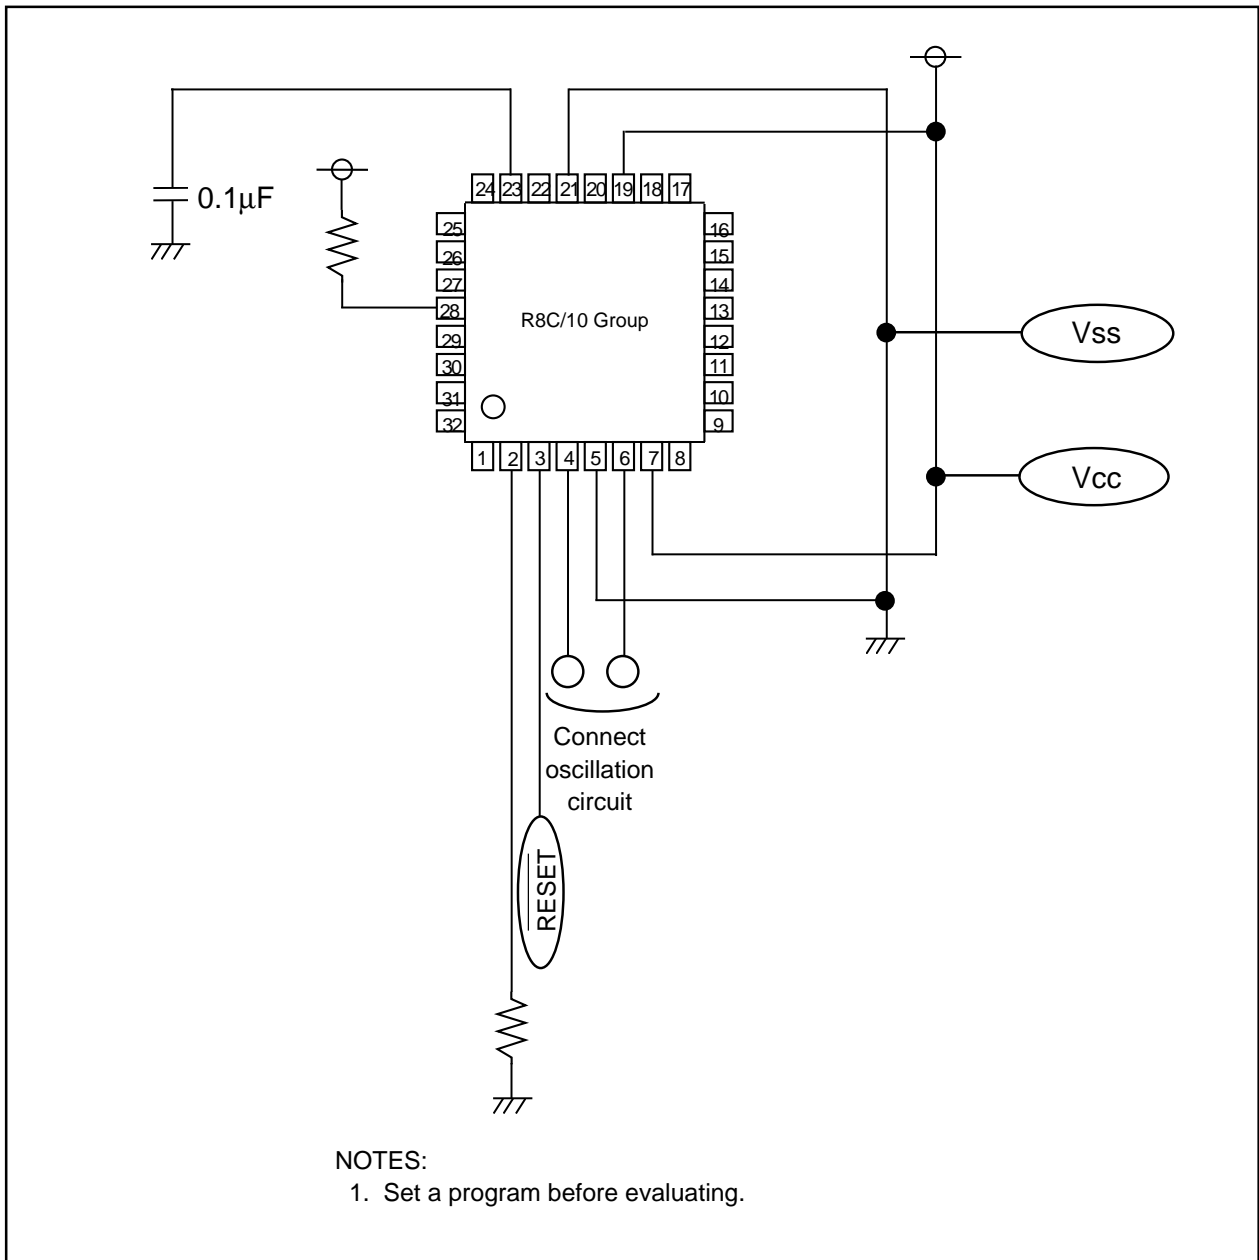 0.1μF
24 23 22 21 20 19 18 17
25
26
27
28
29
30
31
32
R8C/10 Group
16
15
14
13
12
11
10
9
1 2 3 4 5 6 7 8
Vss
Vcc
Connect
oscillation
circuit
RESET
NOTES:
1. Set a program before evaluating.